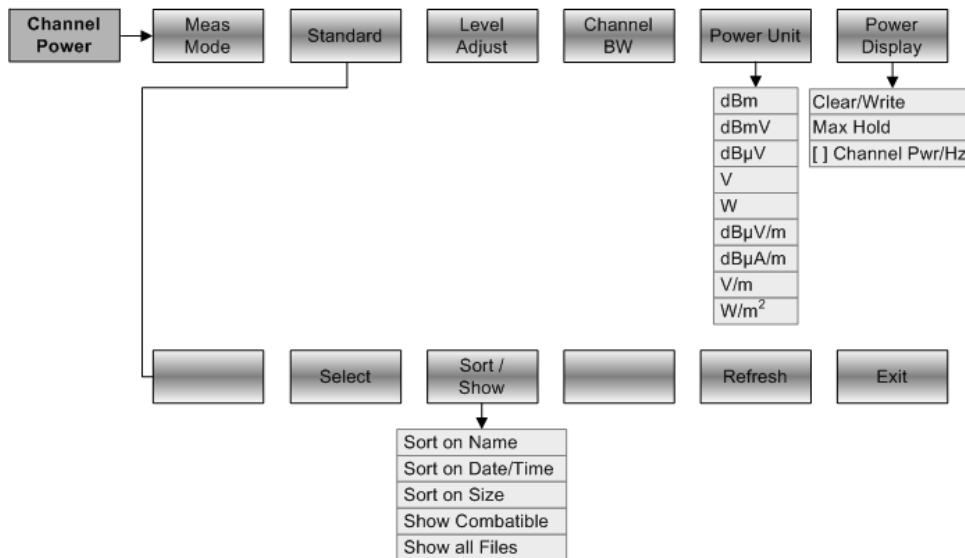 Channel
Power
Meas
Mode
Standard
Level
Adjust
Channel
BW
Power Unit
Power
Display
dBm
dBmV
dBµV
V
W
dBµV/m
dBµA/m
V/m
W/m²
Clear/Write
Max Hold
[ ] Channel Pwr/Hz
Select
Sort /
Show
Refresh
Exit
Sort on Name
Sort on Date/Time
Sort on Size
Show Combatible
Show all Files